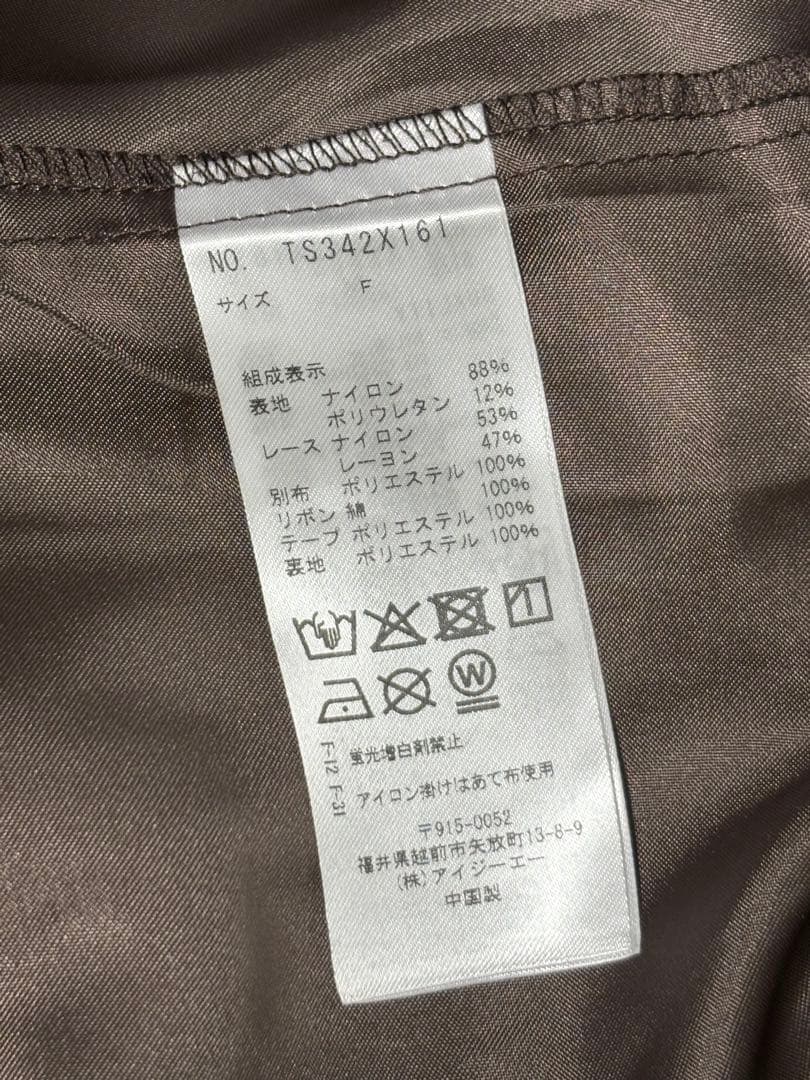 NO. TS342X161
サイズ F
組成表示
表地 ナイロン 88%
ポリウレタン 12%
レース ナイロン 53%
レーヨン 47%
別布 ポリエステル 100%
リボン 綿 100%
テープ ポリエステル 100%
裏地 ポリエステル 100%
W
F-12 蛍光増白剤禁止
F-31 アイロン掛けはあて布使用
〒915-0052
福井県越前市矢放町13-8-9
(株)アイジーエー
中国製